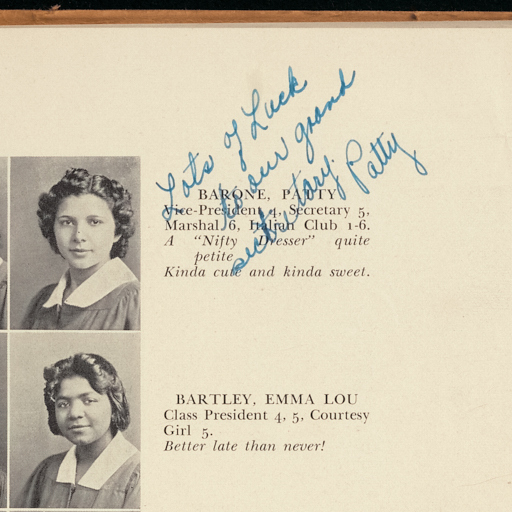 Lots of Luck
to our grand
secretary.
Patty
BARONE, PATTY
Vice-President 4, Secretary 5,
Marshal 6, Italian Club 1-6.
A "Nifty Dresser" quite
petite
Kinda cute and kinda sweet.
BARTLEY, EMMA LOU
Class President 4, 5, Courtesy
Girl 5.
Better late than never!